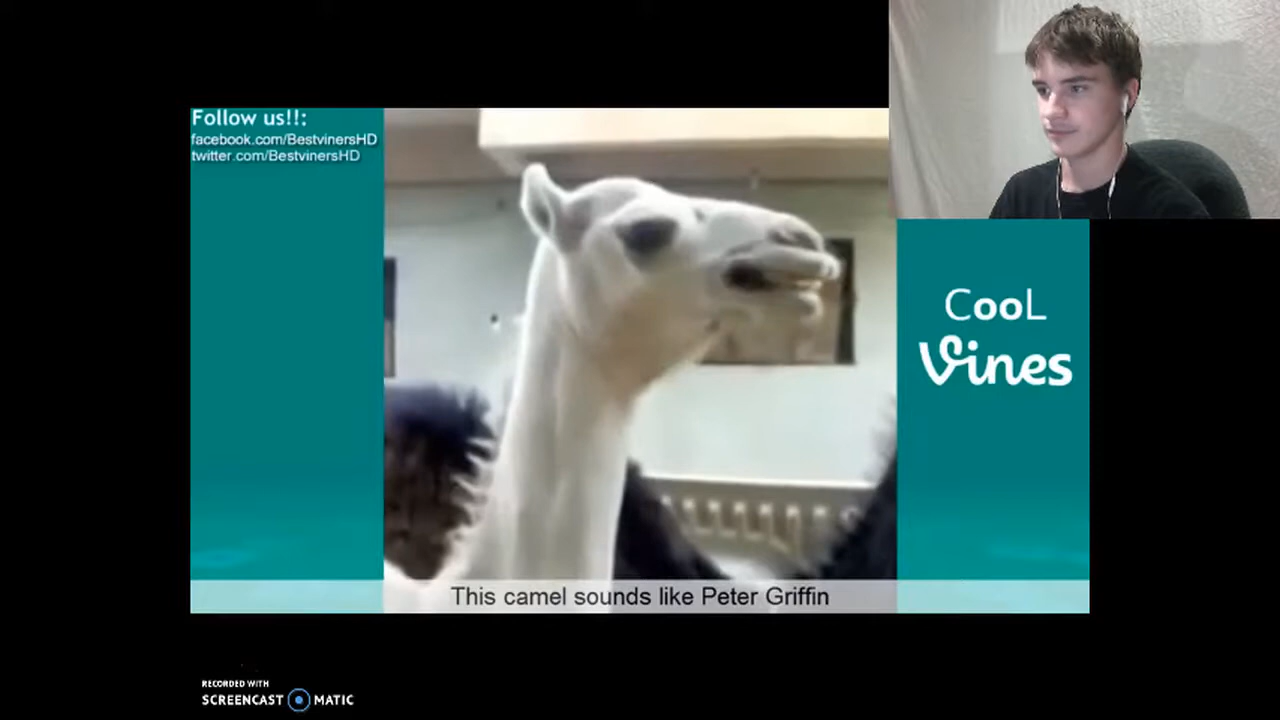 Follow us!!:
facebook.com/BestvinersHD
twitter.com/BestvinersHD
CooL
Vines
This camel sounds like Peter Griffin
RECORDED WITH
SCREENCAST MATIC